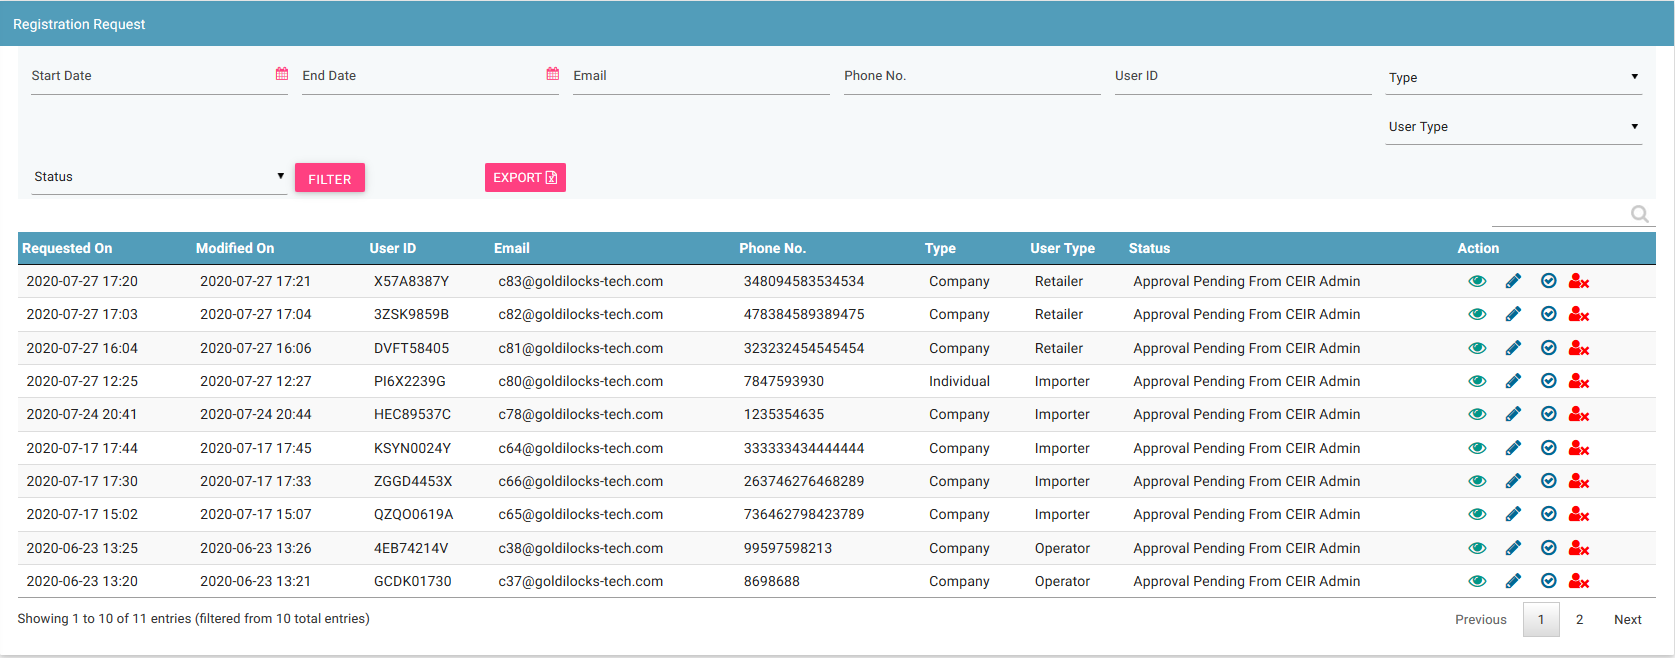 Registration Request
Start Date End Date Email Phone No. User ID Type
User Type
Status FILTER EXPORT
Requested On Modified On User ID Email Phone No. Type User Type Status Action
2020-07-27 17:20 2020-07-27 17:21 X57A8387Y c83@goldilocks-tech.com 348094583534534 Company Retailer Approval Pending From CEIR Admin
2020-07-27 17:03 2020-07-27 17:04 3ZSK9859B c82@goldilocks-tech.com 478384589389475 Company Retailer Approval Pending From CEIR Admin
2020-07-27 16:04 2020-07-27 16:06 DVFT58405 c81@goldilocks-tech.com 323232454545454 Company Retailer Approval Pending From CEIR Admin
2020-07-27 12:25 2020-07-27 12:27 PI6X2239G c80@goldilocks-tech.com 7847593930 Individual Importer Approval Pending From CEIR Admin
2020-07-24 20:41 2020-07-24 20:44 HEC89537C c78@goldilocks-tech.com 1235354635 Company Importer Approval Pending From CEIR Admin
2020-07-17 17:44 2020-07-17 17:45 KSYN0024Y c64@goldilocks-tech.com 333333434444444 Company Importer Approval Pending From CEIR Admin
2020-07-17 17:30 2020-07-17 17:33 ZGGD4453X c66@goldilocks-tech.com 263746276468289 Company Importer Approval Pending From CEIR Admin
2020-07-17 15:02 2020-07-17 15:07 QZQO0619A c65@goldilocks-tech.com 736462798423789 Company Importer Approval Pending From CEIR Admin
2020-06-23 13:25 2020-06-23 13:26 4EB74214V c38@goldilocks-tech.com 99597598213 Company Operator Approval Pending From CEIR Admin
2020-06-23 13:20 2020-06-23 13:21 GCDK01730 c37@goldilocks-tech.com 8698688 Company Operator Approval Pending From CEIR Admin
Showing 1 to 10 of 11 entries (filtered from 10 total entries) Previous 1 2 Next